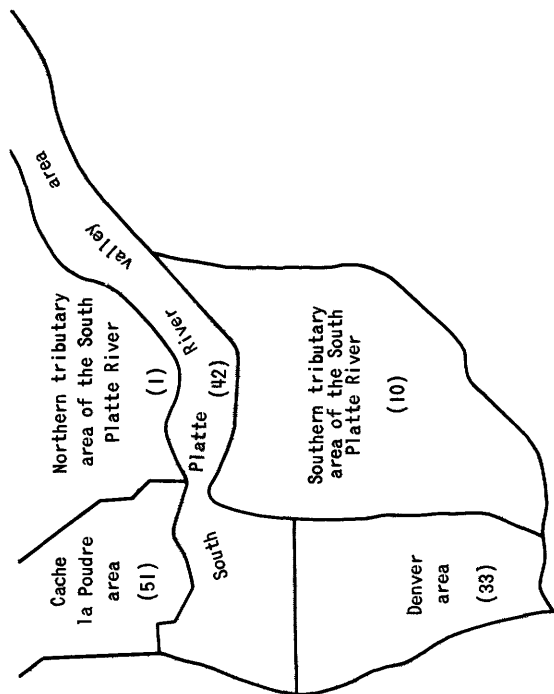 Cache
la Poudre
area
(51)
Northern tributary
area of the South
Platte River
(1)
South Platte River valley area
(42)
Denver
area
(33)
Southern tributary
area of the South
Platte River
(10)